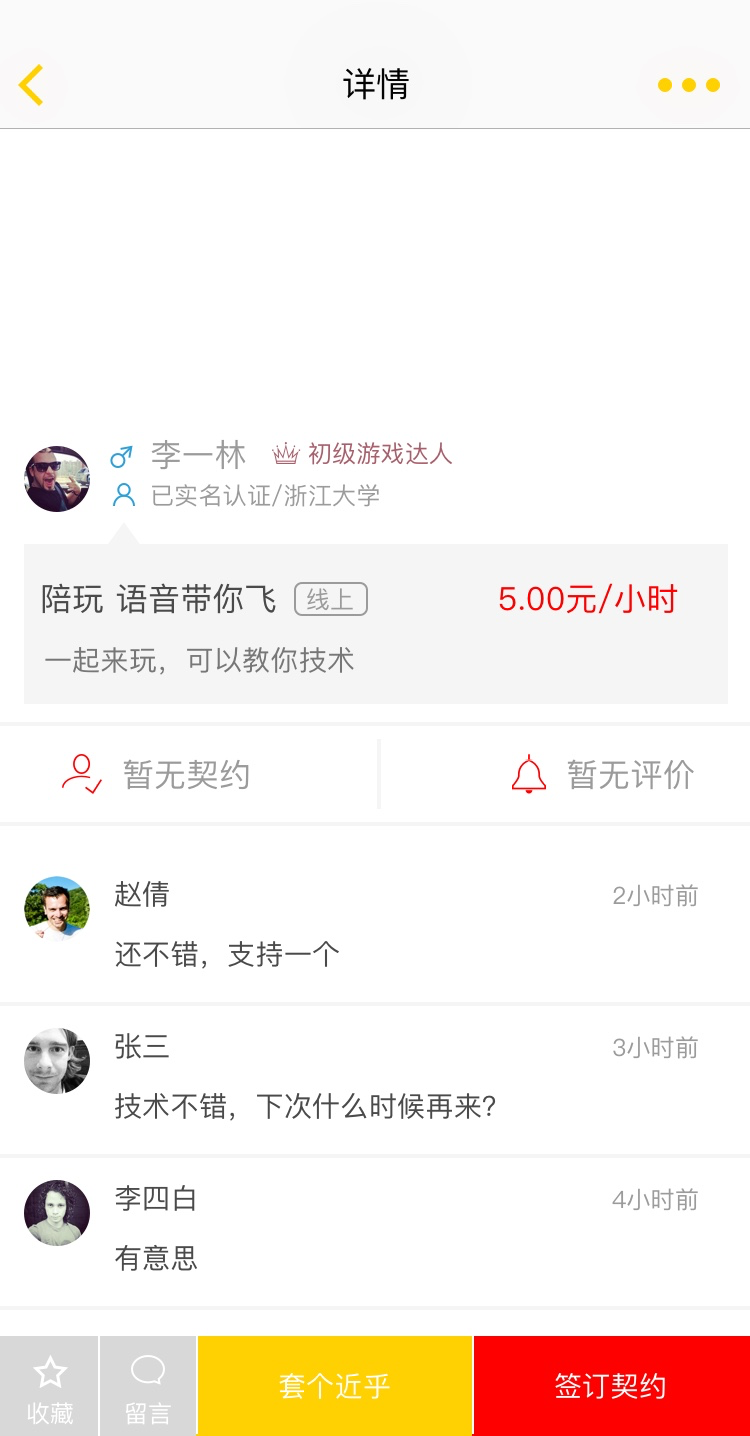 详情
李一林 初级游戏达人
已实名认证/浙江大学
陪玩 语音带你飞 线上 5.00元/小时
一起来玩，可以教你技术
暂无契约 暂无评价
赵倩 2小时前
还不错，支持一个
张三 3小时前
技术不错，下次什么时候再来？
李四白 4小时前
有意思
收藏 留言 套个近乎 签订契约